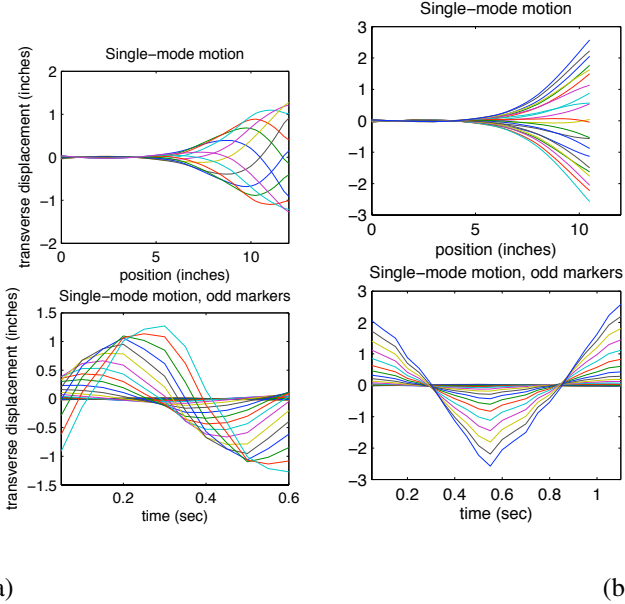 Single−mode motion
transverse displacement (inches)
2
1
0
−1
−2
0 5 10
position (inches)
Single−mode motion
3
2
1
0
−1
−2
−3
0 5 10
position (inches)
Single−mode motion, odd markers
transverse displacement (inches)
1.5
1
0.5
0
−0.5
−1
−1.5
0.2 0.4 0.6
time (sec)
Single−mode motion, odd markers
3
2
1
0
−1
−2
−3
0.2 0.4 0.6 0.8 1
time (sec)
a)
(b